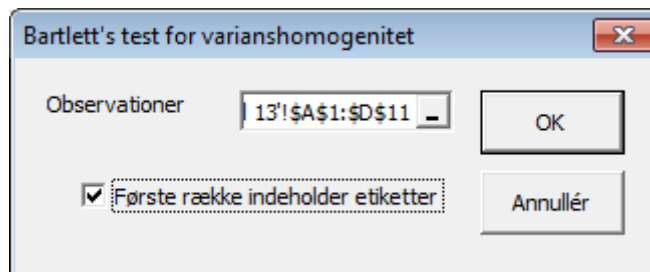 Bartlett's test for varianshomogenitet
Observationer
13'!$A$1:$D$11
OK
Første række indeholder etiketter
Annullér